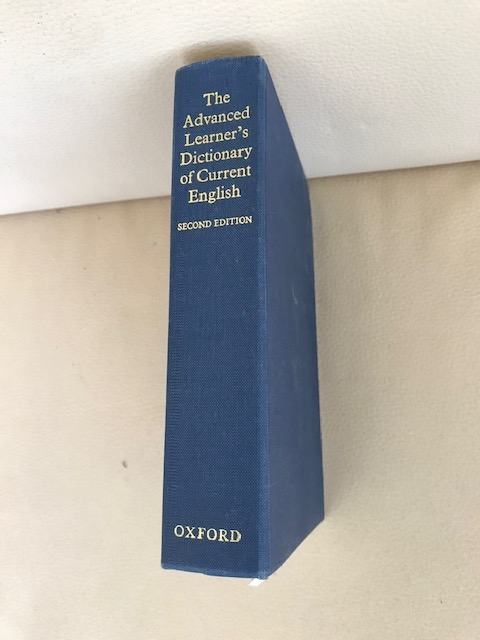 The
Advanced
Learner's
Dictionary
of Current
English
SECOND EDITION
OXFORD